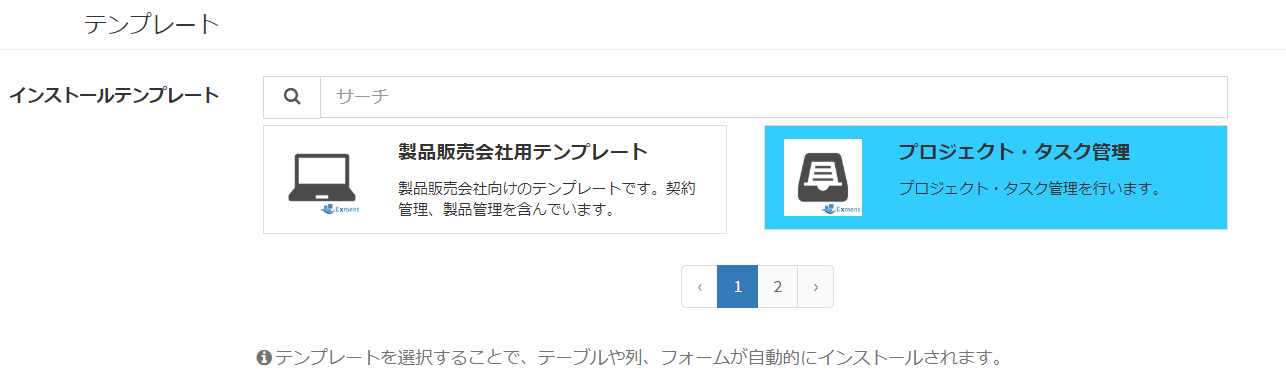 テンプレート
インストールテンプレート
サーチ
製品販売会社用テンプレート
製品販売会社向けのテンプレートです。契約
管理、製品管理を含んでいます。
Exment
プロジェクト・タスク管理
プロジェクト・タスク管理を行います。
Exment
‹ 1 2 ›
テンプレートを選択することで、テーブルや列、フォームが自動的にインストールされます。